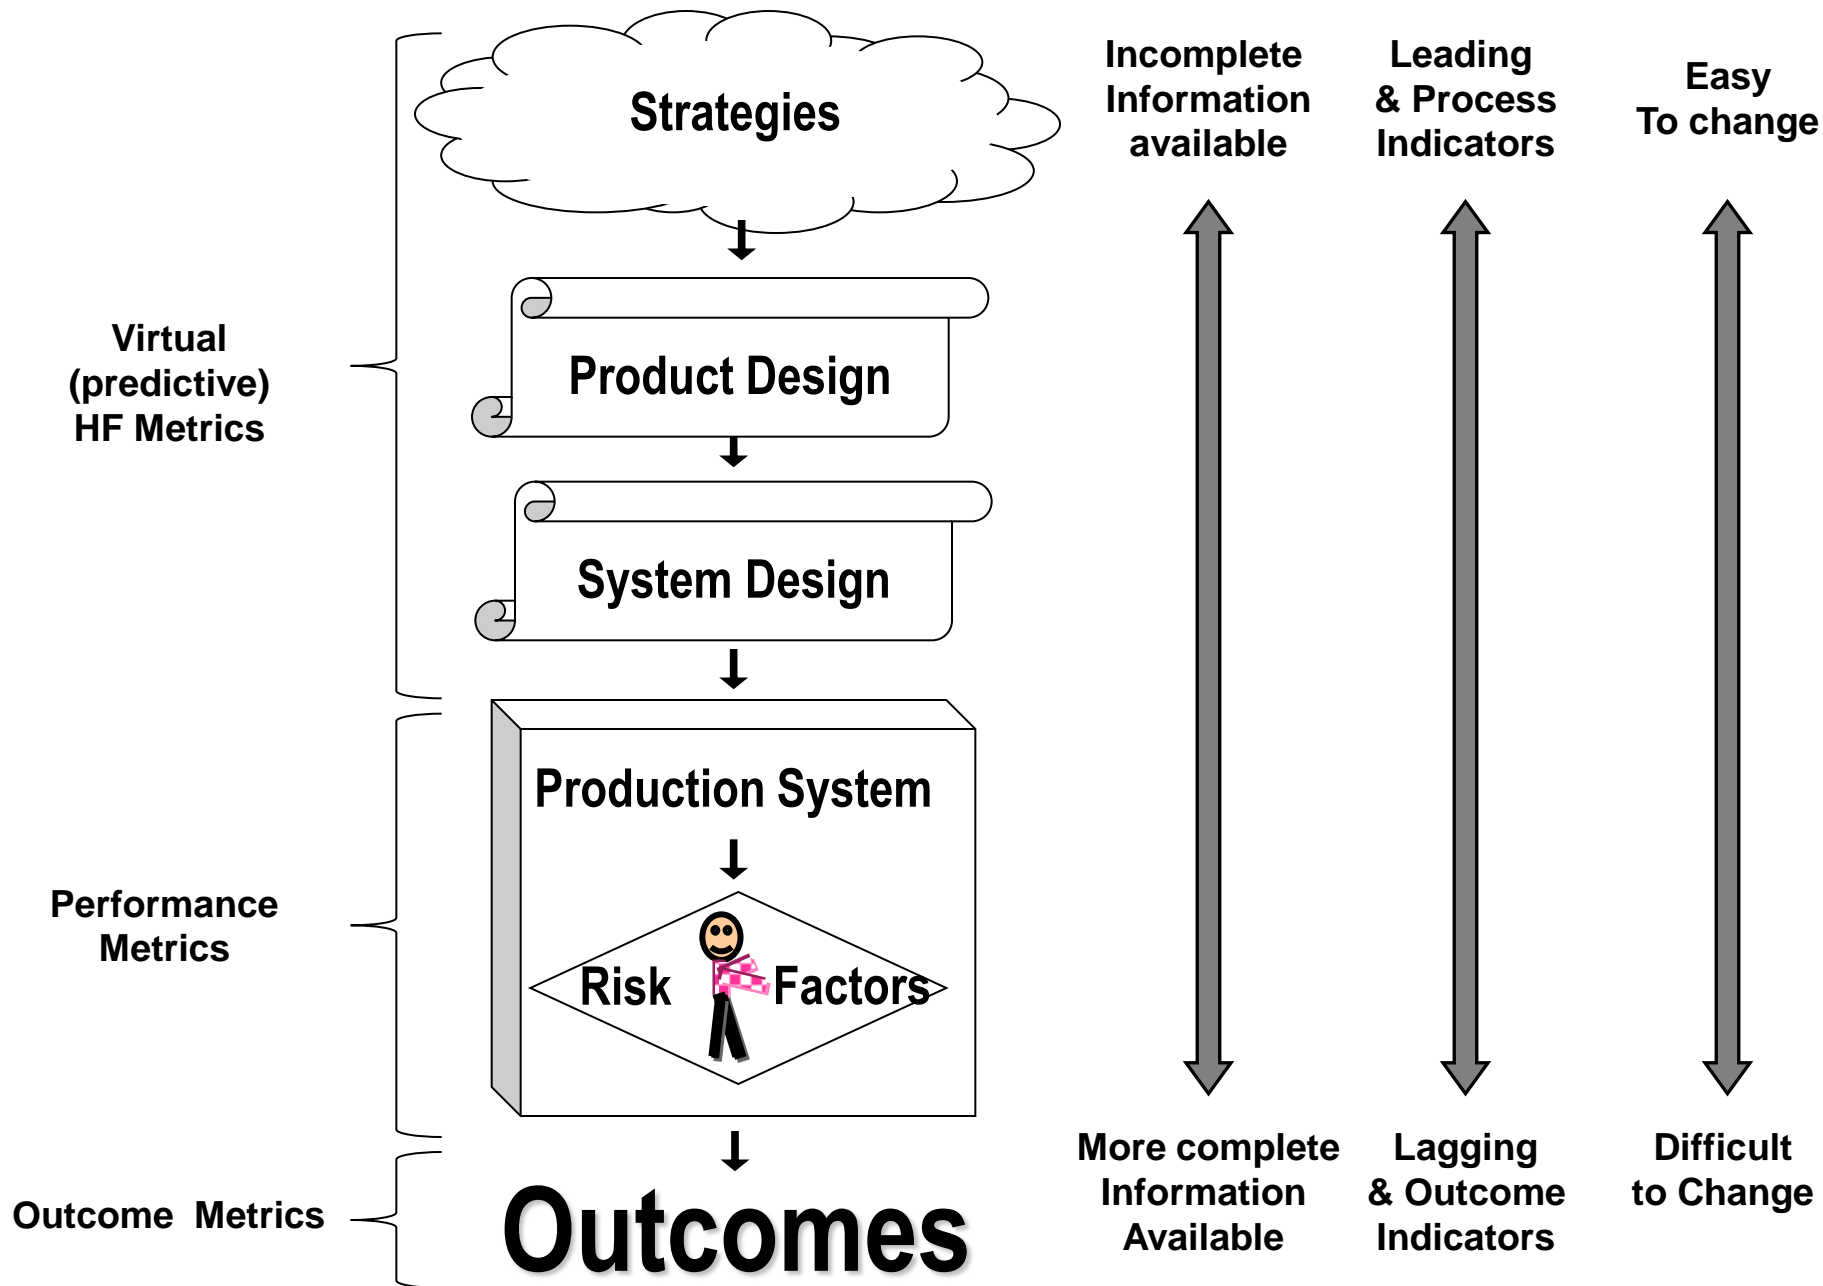 Strategies
Product Design
System Design
Production System
Risk Factors
Outcomes
Virtual
(predictive)
HF Metrics
Performance
Metrics
Outcome Metrics
Incomplete
Information
available
Leading
& Process
Indicators
Easy
To change
More complete
Information
Available
Lagging
& Outcome
Indicators
Difficult
to Change